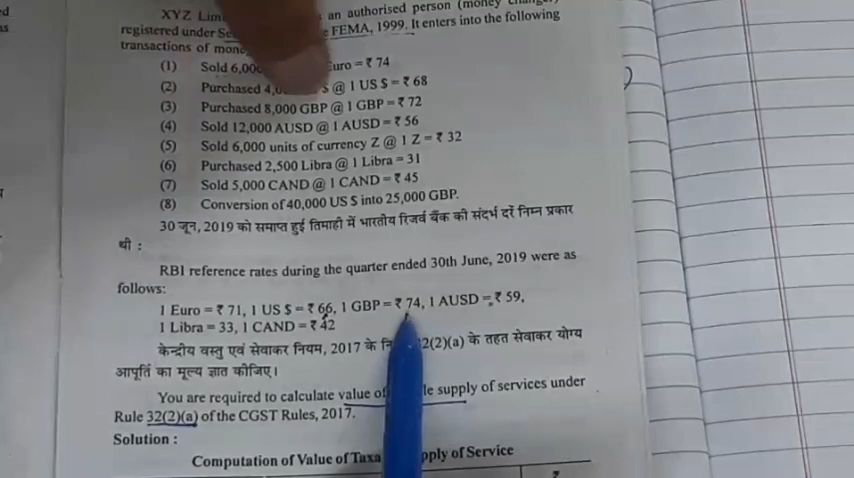 XYZ Lim an authorised person (money changer)
registered under Se FEMA, 1999. It enters into the following
transactions of mon
(1) Sold 6,00 Euro = ₹ 74
(2) Purchased 4,0 $ @ 1 US $ = ₹ 68
(3) Purchased 8,000 GBP @ 1 GBP = ₹ 72
(4) Sold 12,000 AUSD @ 1 AUSD = ₹ 56
(5) Sold 6,000 units of currency Z @ 1 Z = ₹ 32
(6) Purchased 2,500 Libra @ 1 Libra = 31
(7) Sold 5,000 CAND @ 1 CAND = ₹ 45
(8) Conversion of 40,000 US $ into 25,000 GBP.
30 जून, 2019 को समाप्त हुई तिमाही में भारतीय रिजर्व बैंक की संदर्भ दरें निम्न प्रकार
थी :
RBI reference rates during the quarter ended 30th June, 2019 were as
follows:
1 Euro = ₹ 71, 1 US $ = ₹ 66, 1 GBP = ₹ 74, 1 AUSD = ₹ 59,
1 Libra = 33, 1 CAND = ₹ 42
केन्द्रीय वस्तु एवं सेवाकर नियम, 2017 के नि 2(2)(a) के तहत सेवाकर योग्य
आपूर्ति का मूल्य ज्ञात कीजिए।
You are required to calculate value of le supply of services under
Rule 32(2)(a) of the CGST Rules, 2017.
Solution :
Computation of Value of Taxa pply of Service
₹